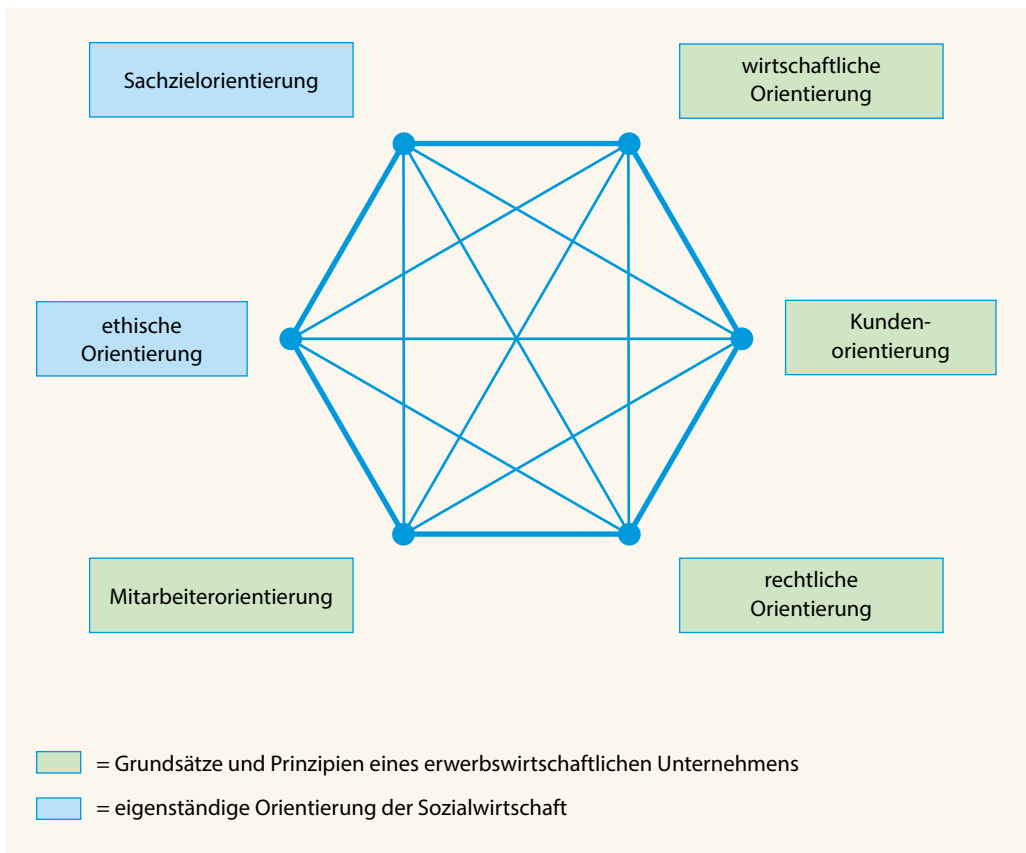 Sachzielorientierung
wirtschaftliche
Orientierung
ethische
Orientierung
Kunden-
orientierung
Mitarbeiterorientierung
rechtliche
Orientierung
= Grundsätze und Prinzipien eines erwerbswirtschaftlichen Unternehmens
= eigenständige Orientierung der Sozialwirtschaft